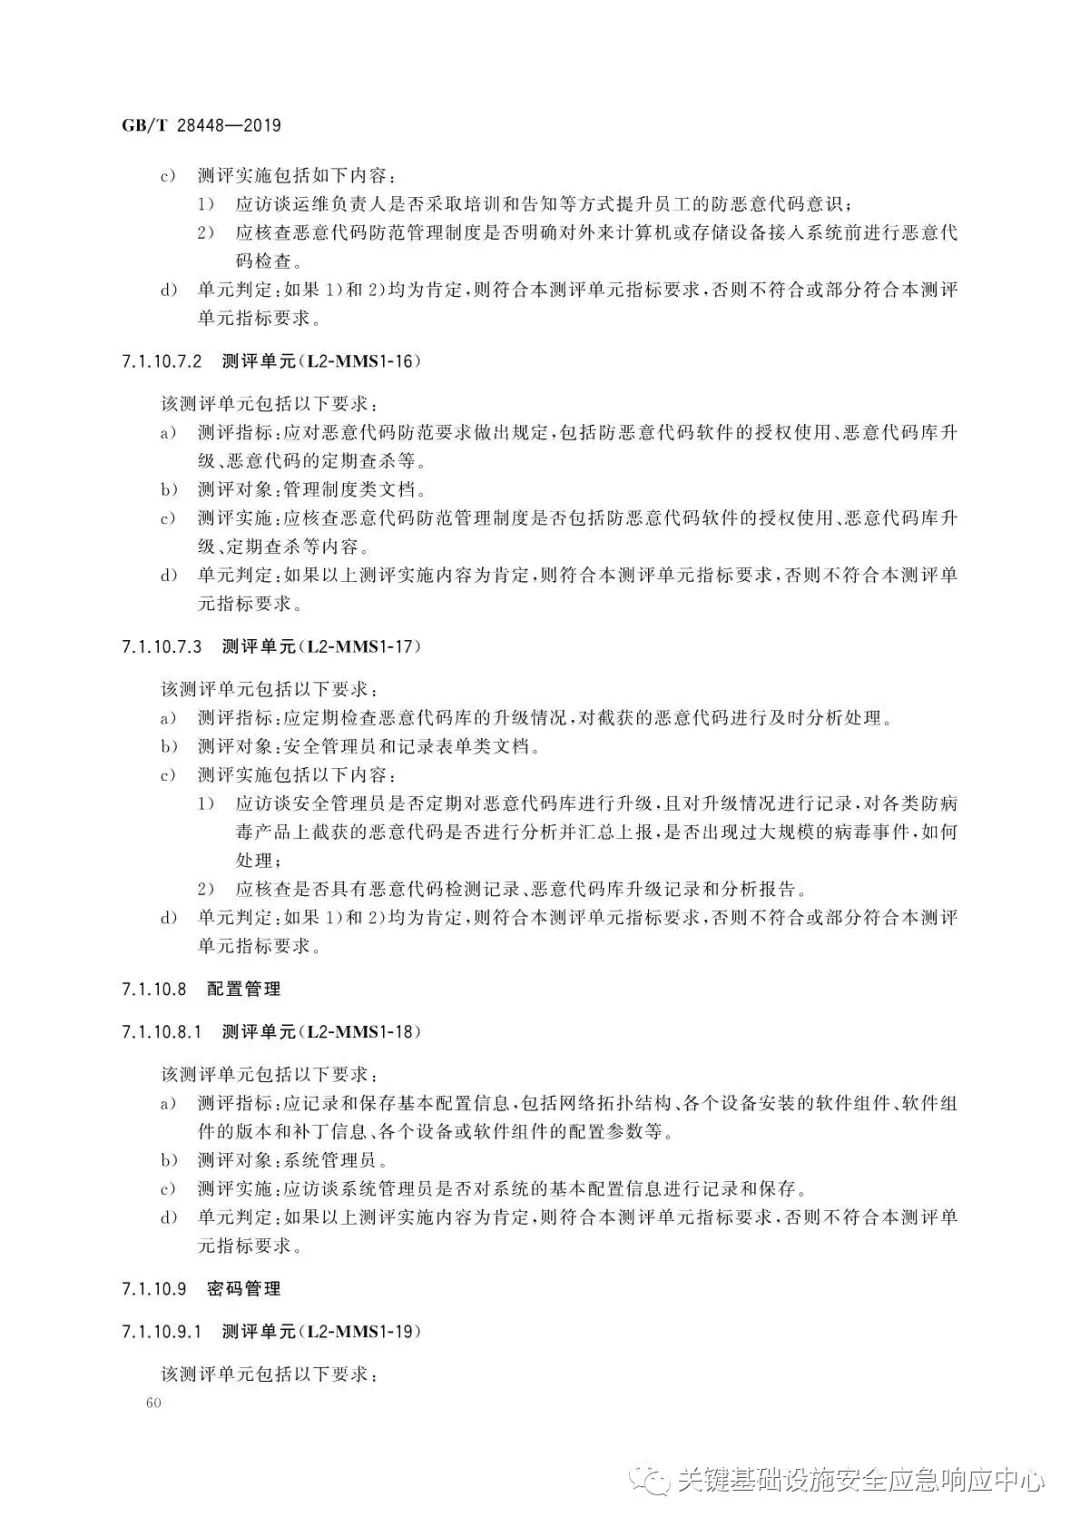 GB/T 28448—2019
c) 测评实施包括如下内容:
1) 应访谈运维负责人是否采取培训和告知等方式提升员工的防恶意代码意识;
2) 应核查恶意代码防范管理制度是否明确对外来计算机或存储设备接入系统前进行恶意代
码检查。
d) 单元判定:如果1)和2)均为肯定,则符合本测评单元指标要求,否则不符合或部分符合本测评
单元指标要求。
7.1.10.7.2 测评单元(L2-MMS1-16)
该测评单元包括以下要求:
a) 测评指标:应对恶意代码防范要求做出规定,包括防恶意代码软件的授权使用、恶意代码库升
级、恶意代码的定期查杀等。
b) 测评对象:管理制度类文档。
c) 测评实施:应核查恶意代码防范管理制度是否包括防恶意代码软件的授权使用、恶意代码库升
级、定期查杀等内容。
d) 单元判定:如果以上测评实施内容为肯定,则符合本测评单元指标要求,否则不符合本测评单
元指标要求。
7.1.10.7.3 测评单元(L2-MMS1-17)
该测评单元包括以下要求:
a) 测评指标:应定期检查恶意代码库的升级情况,对截获的恶意代码进行及时分析处理。
b) 测评对象:安全管理员和记录表单类文档。
c) 测评实施包括以下内容:
1) 应访谈安全管理员是否定期对恶意代码库进行升级,且对升级情况进行记录,对各类防病
毒产品上截获的恶意代码是否进行分析并汇总上报,是否出现过大规模的病毒事件,如何
处理;
2) 应核查是否具有恶意代码检测记录、恶意代码库升级记录和分析报告。
d) 单元判定:如果1)和2)均为肯定,则符合本测评单元指标要求,否则不符合或部分符合本测评
单元指标要求。
7.1.10.8 配置管理
7.1.10.8.1 测评单元(L2-MMS1-18)
该测评单元包括以下要求:
a) 测评指标:应记录和保存基本配置信息,包括网络拓扑结构、各个设备安装的软件组件、软件组
件的版本和补丁信息、各个设备或软件组件的配置参数等。
b) 测评对象:系统管理员。
c) 测评实施:应访谈系统管理员是否对系统的基本配置信息进行记录和保存。
d) 单元判定:如果以上测评实施内容为肯定,则符合本测评单元指标要求,否则不符合本测评单
元指标要求。
7.1.10.9 密码管理
7.1.10.9.1 测评单元(L2-MMS1-19)
该测评单元包括以下要求:
60
关键基础设施安全应急响应中心